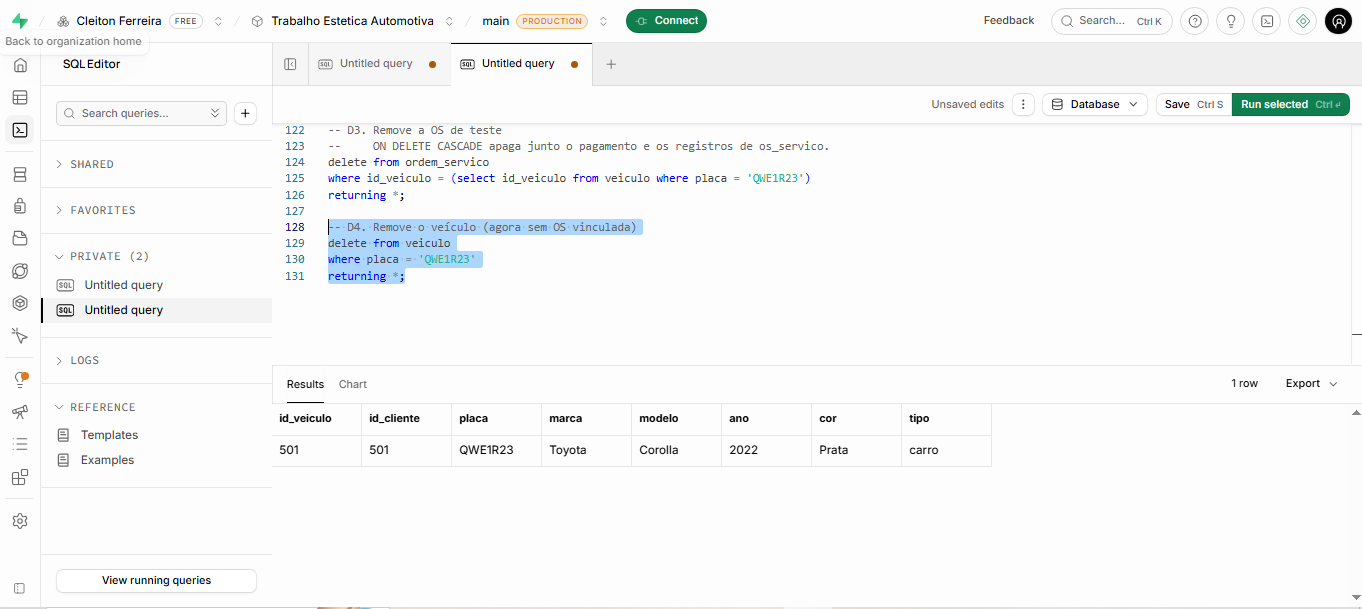 Cleiton Ferreira FREE / Trabalho Estetica Automotiva / main PRODUCTION Connect Feedback Search... Ctrl K
Back to organization home
SQL Editor
Untitled query
Untitled query
Search queries...
Unsaved edits Database Save Ctrl S Run selected Ctrl ↵
SHARED
FAVORITES
PRIVATE (2)
Untitled query
Untitled query
LOGS
REFERENCE
Templates
Examples
View running queries
122 -- D3. Remove a OS de teste
123 --     ON DELETE CASCADE apaga junto o pagamento e os registros de os_servico.
124 delete from ordem_servico
125 where id_veiculo = (select id_veiculo from veiculo where placa = 'QWE1R23')
126 returning *;
127
128 -- D4. Remove o veículo (agora sem OS vinculada)
129 delete from veiculo
130 where placa = 'QWE1R23'
131 returning *;
Results Chart 1 row Export
id_veiculo id_cliente placa marca modelo ano cor tipo
501 501 QWE1R23 Toyota Corolla 2022 Prata carro